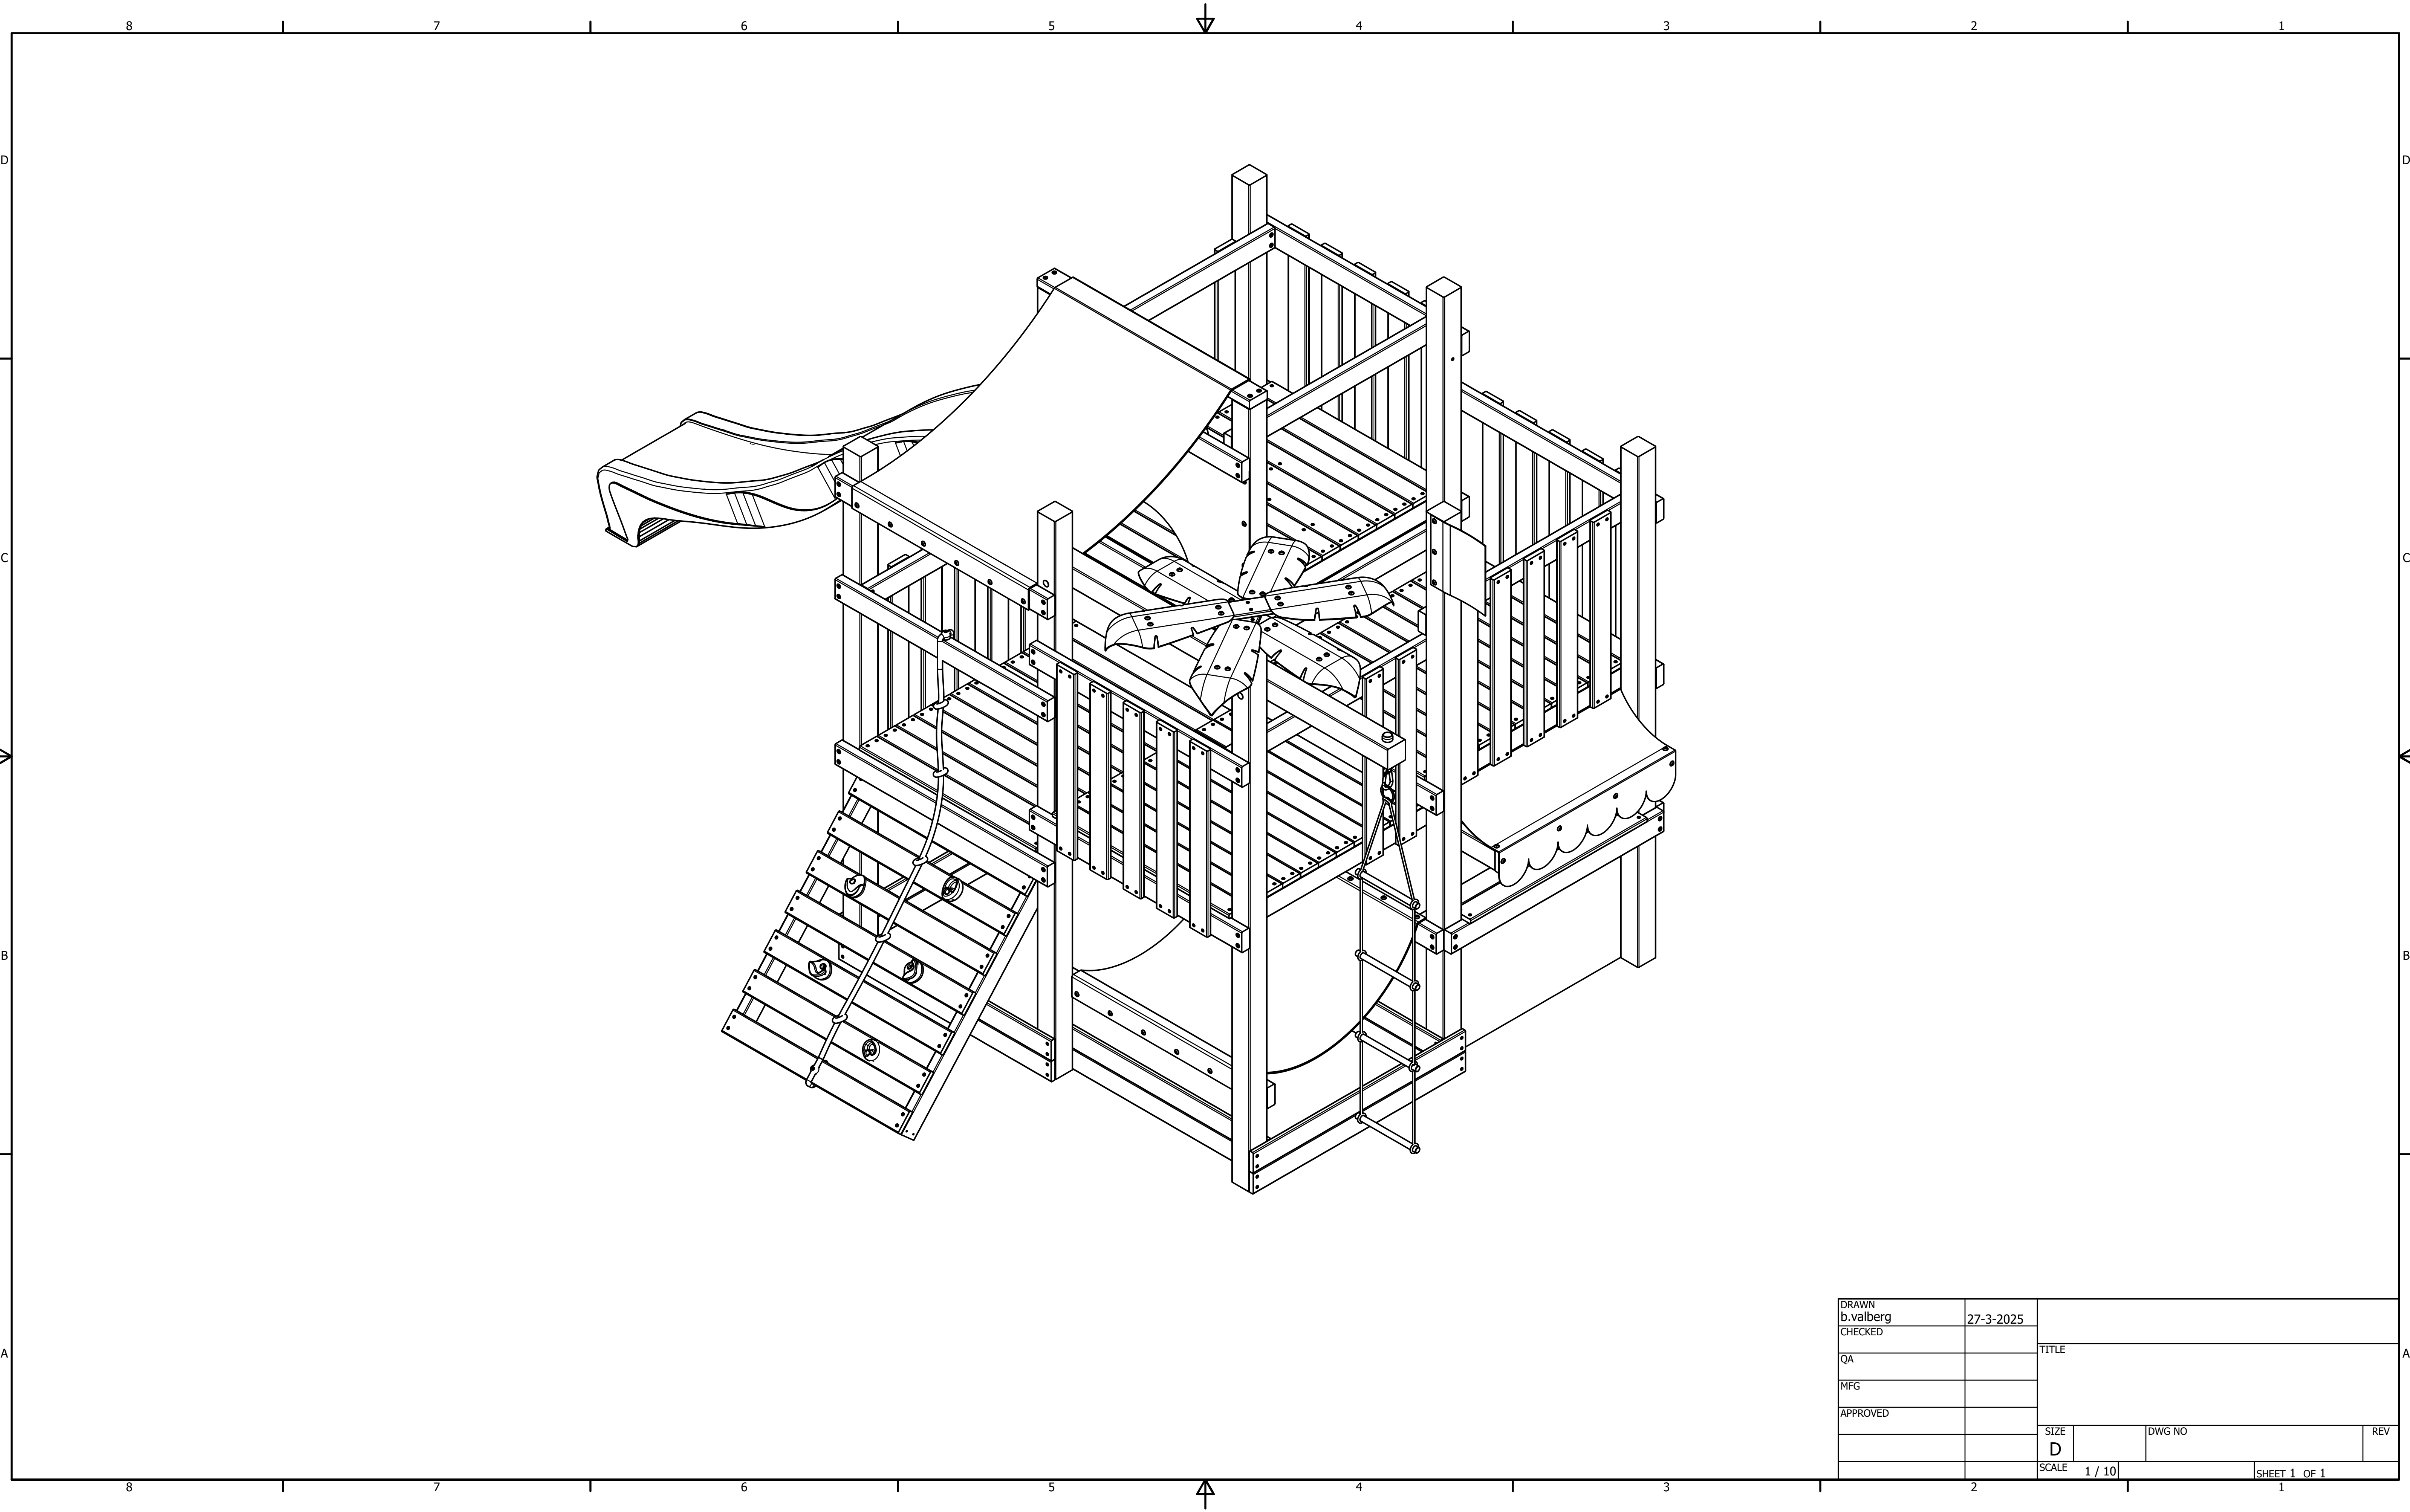 8 7 6 5 4 3 2 1
D D
C C
B B
A A
DRAWN
b.valberg 27-3-2025
CHECKED
TITLE
QA
MFG
APPROVED
SIZE DWG NO REV
D
SCALE 1 / 10 SHEET 1 OF 1
8 7 6 5 4 3 2 1